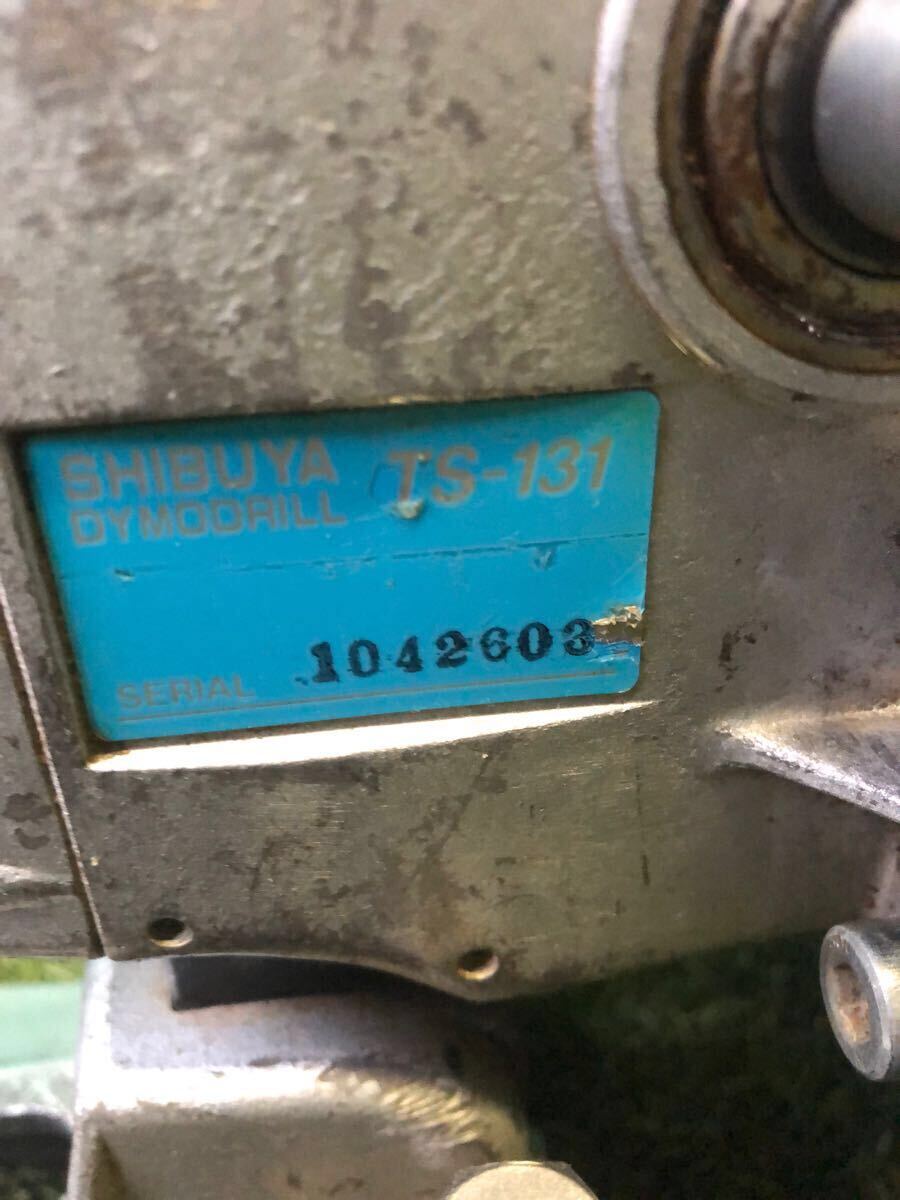 SHIBUYA TS-131
DYMODRILL
SERIAL 1042603